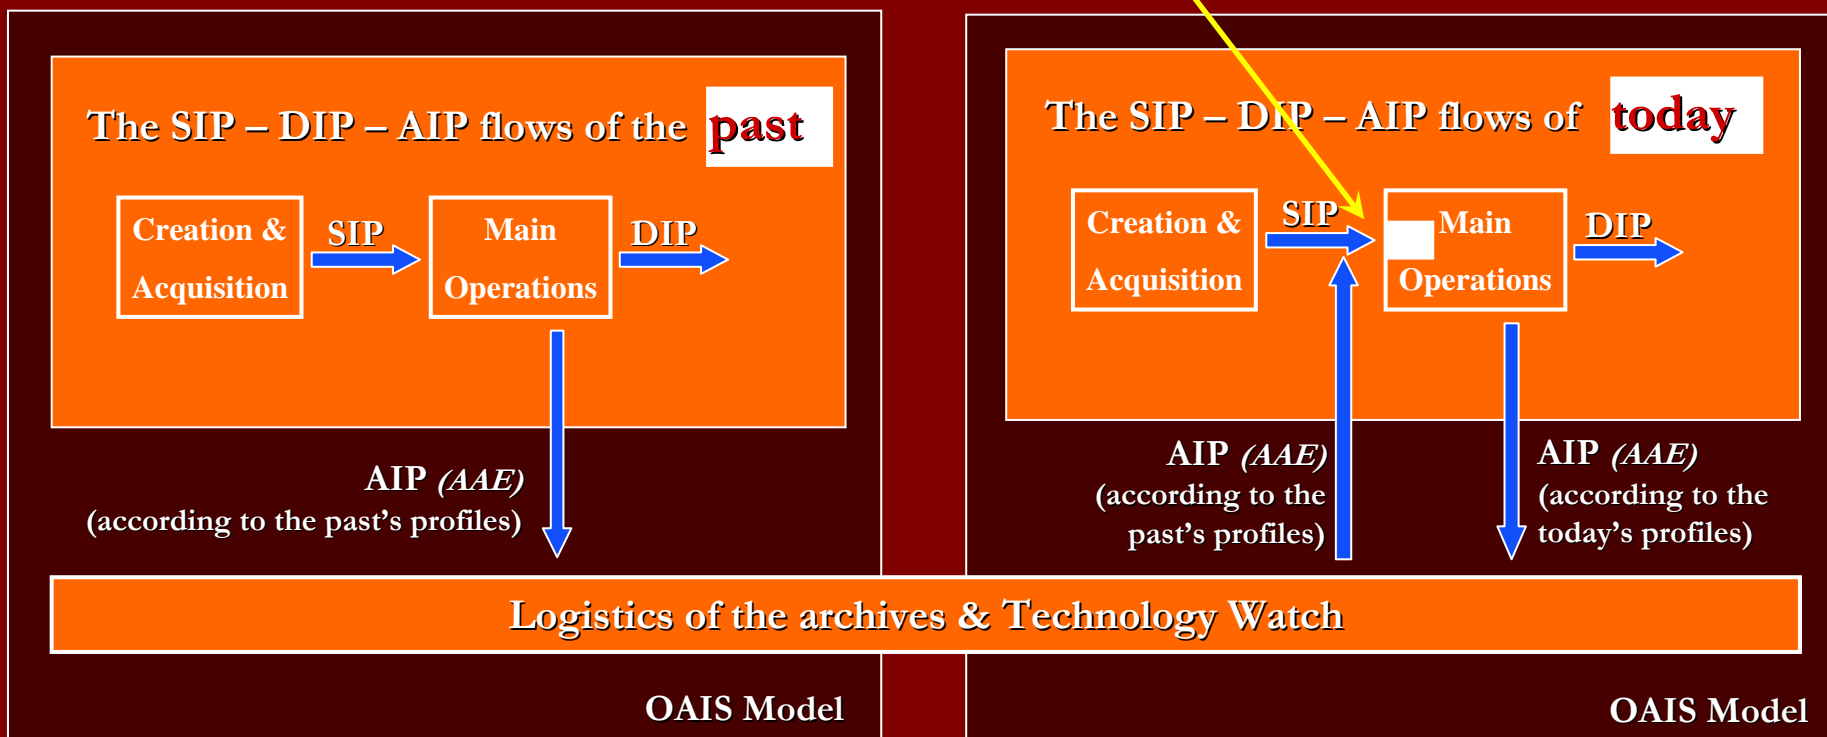 The SIP – DIP – AIP flows of the past
Creation &
Acquisition
SIP
Main
Operations
DIP
AIP (AAE)
(according to the past's profiles)
The SIP – DIP – AIP flows of today
Creation &
Acquisition
SIP
Main
Operations
DIP
AIP (AAE)
(according to the
past's profiles)
AIP (AAE)
(according to the
today's profiles)
Logistics of the archives & Technology Watch
OAIS Model
OAIS Model